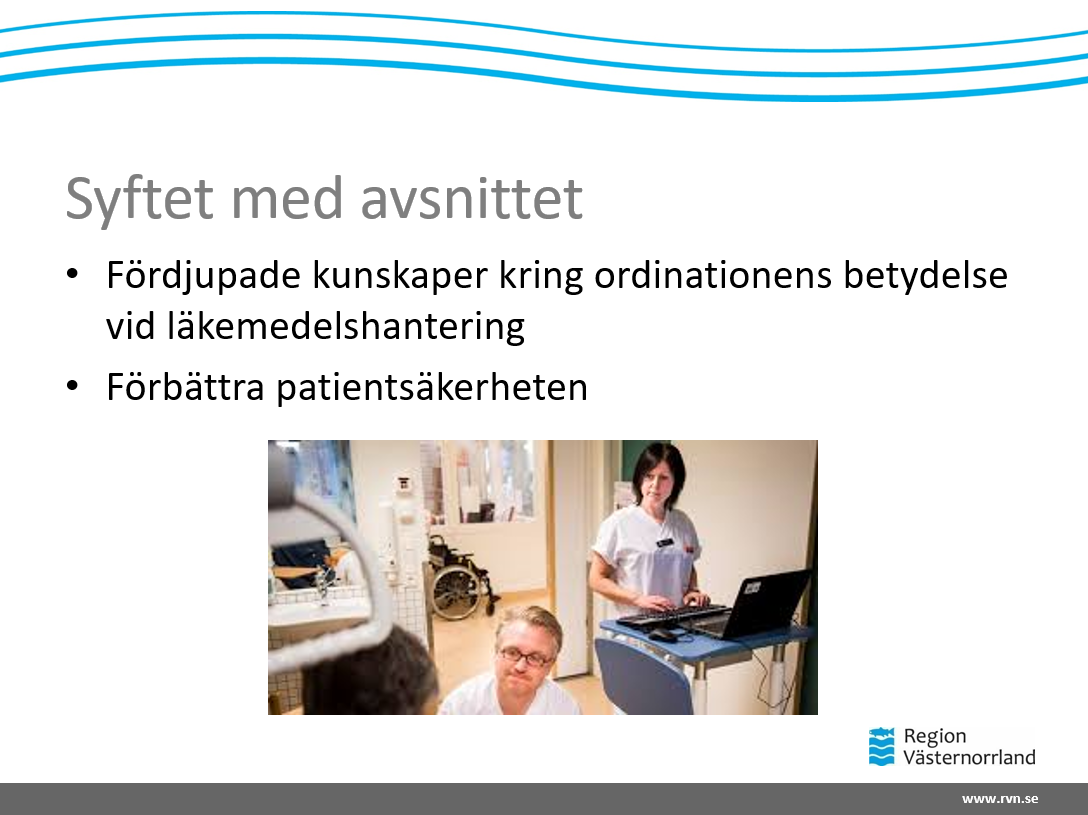 Syftet med avsnittet
• Fördjupade kunskaper kring ordinationens betydelse
vid läkemedelshantering
• Förbättra patientsäkerheten
Region
Västernorrland
www.rvn.se